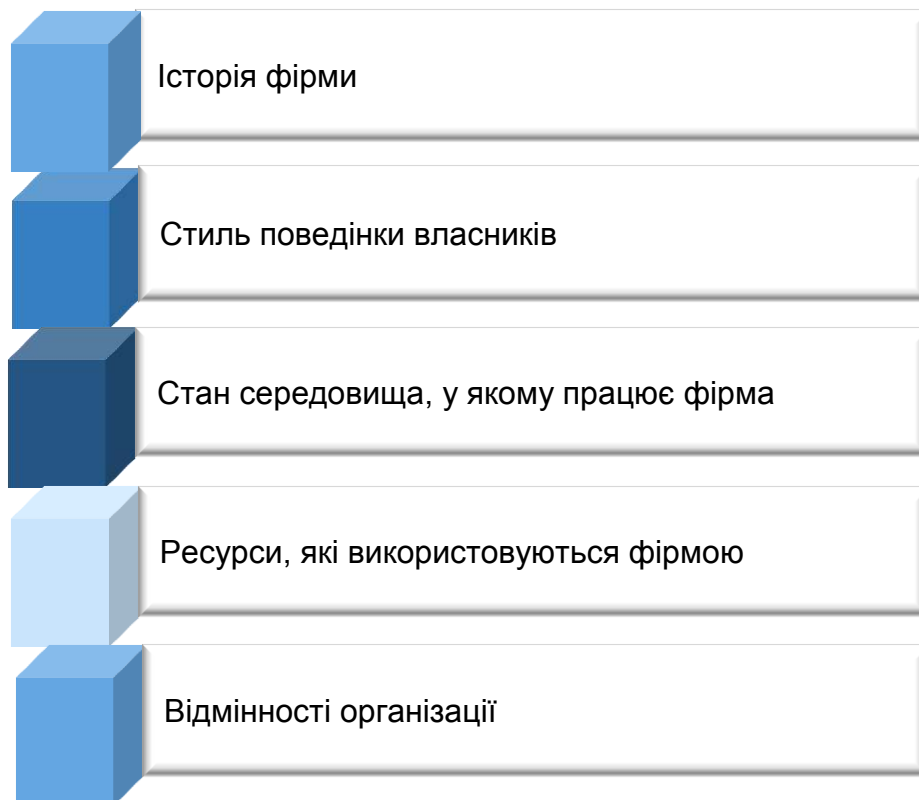 Історія фірми
Стиль поведінки власників
Стан середовища, у якому працює фірма
Ресурси, які використовуються фірмою
Відмінності організації